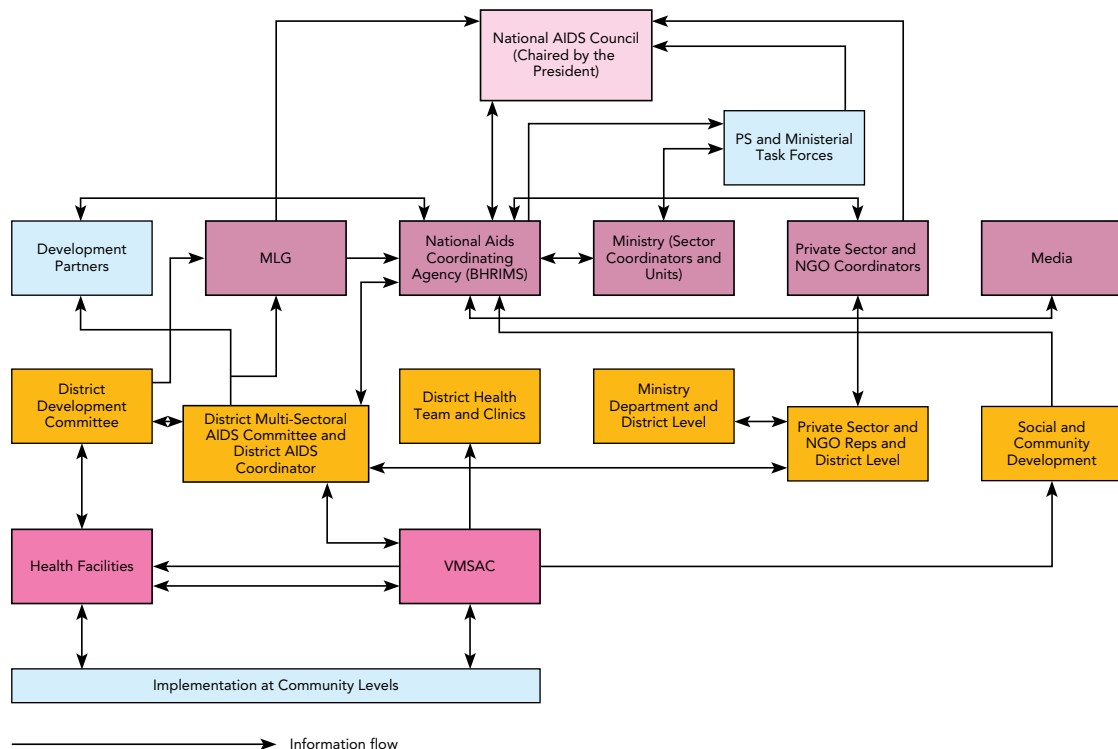 National AIDS Council
(Chaired by the
President)
PS and Ministerial
Task Forces
Development
Partners
MLG
National Aids
Coordinating
Agency (BHRIMS)
Ministry (Sector
Coordinators and
Units)
Private Sector and
NGO Coordinators
Media
District
Development
Committee
District Multi-Sectoral
AIDS Committee and
District AIDS
Coordinator
District Health
Team and Clinics
Ministry
Department and
District Level
Private Sector and
NGO Reps and
District Level
Social and
Community
Development
Health Facilities
VMSAC
Implementation at Community Levels
Information flow